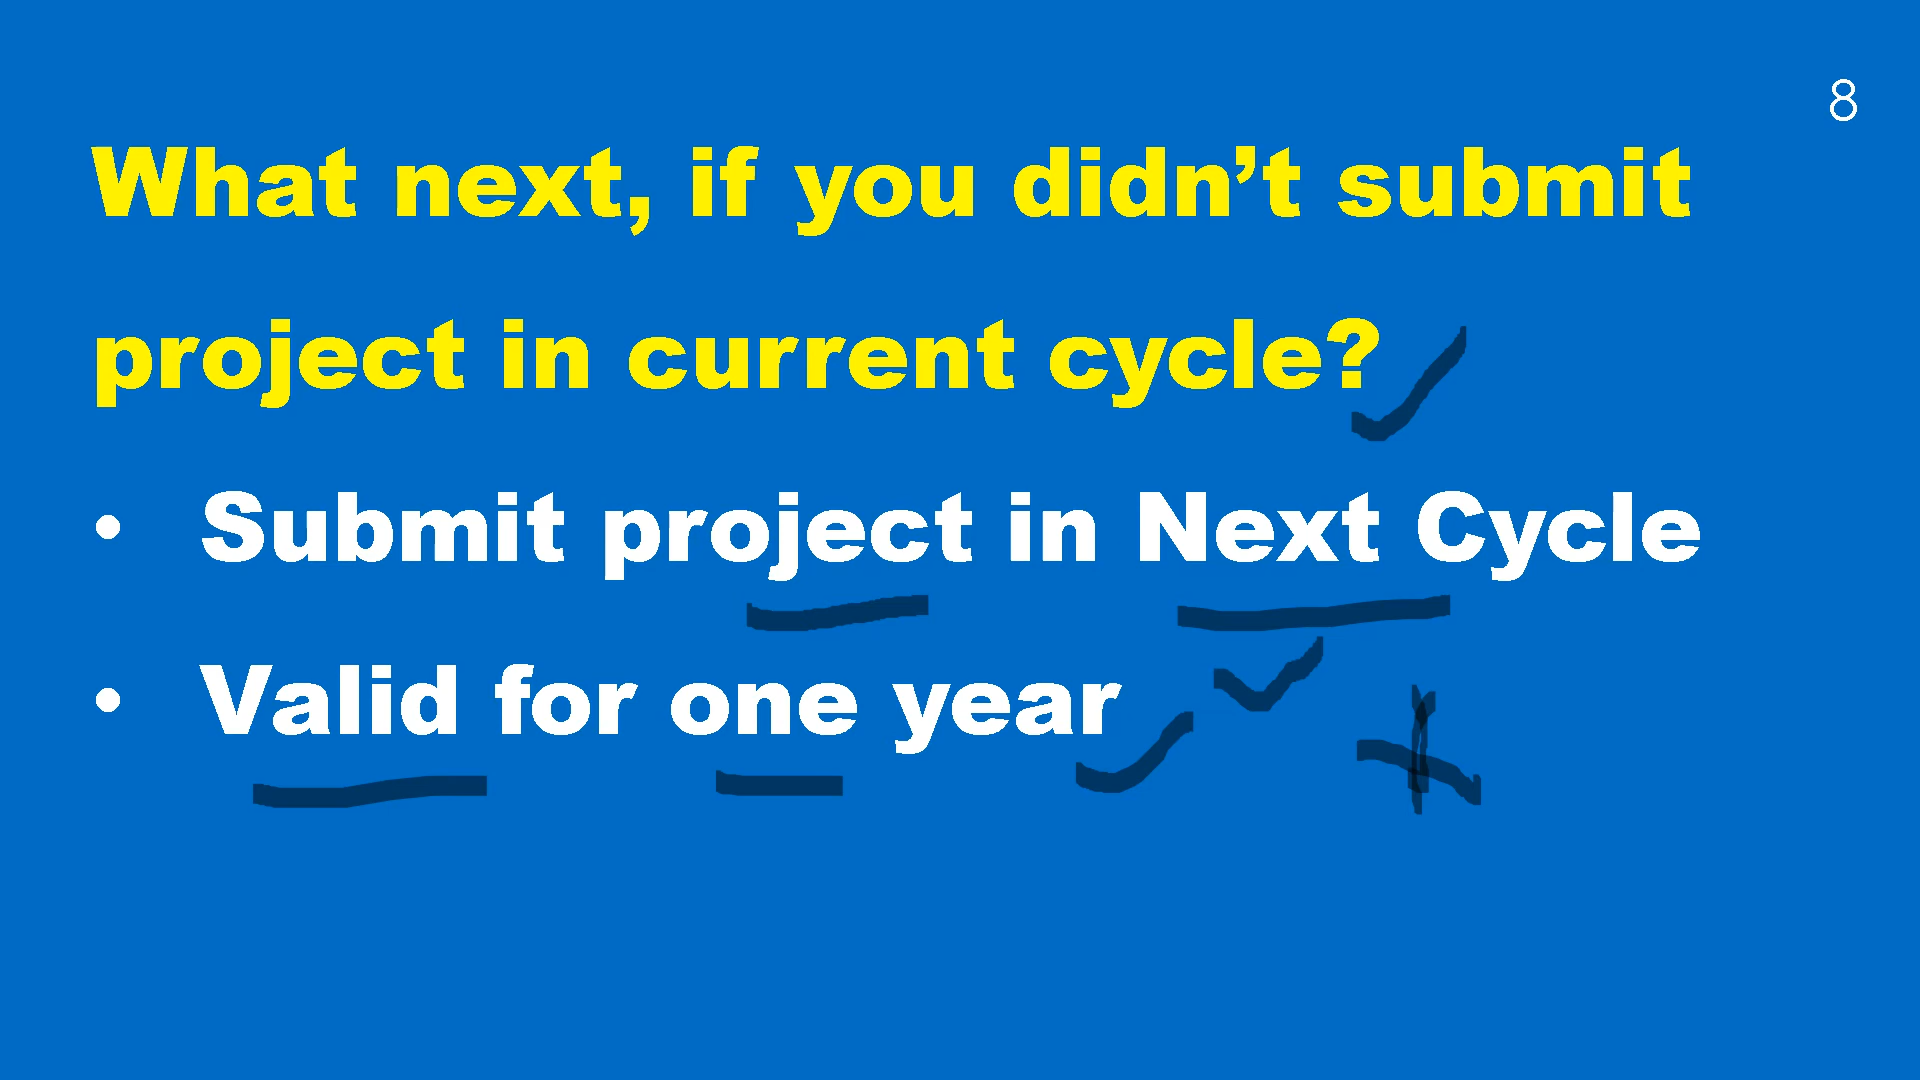 8
What next, if you didn’t submit
project in current cycle?
• Submit project in Next Cycle
• Valid for one year